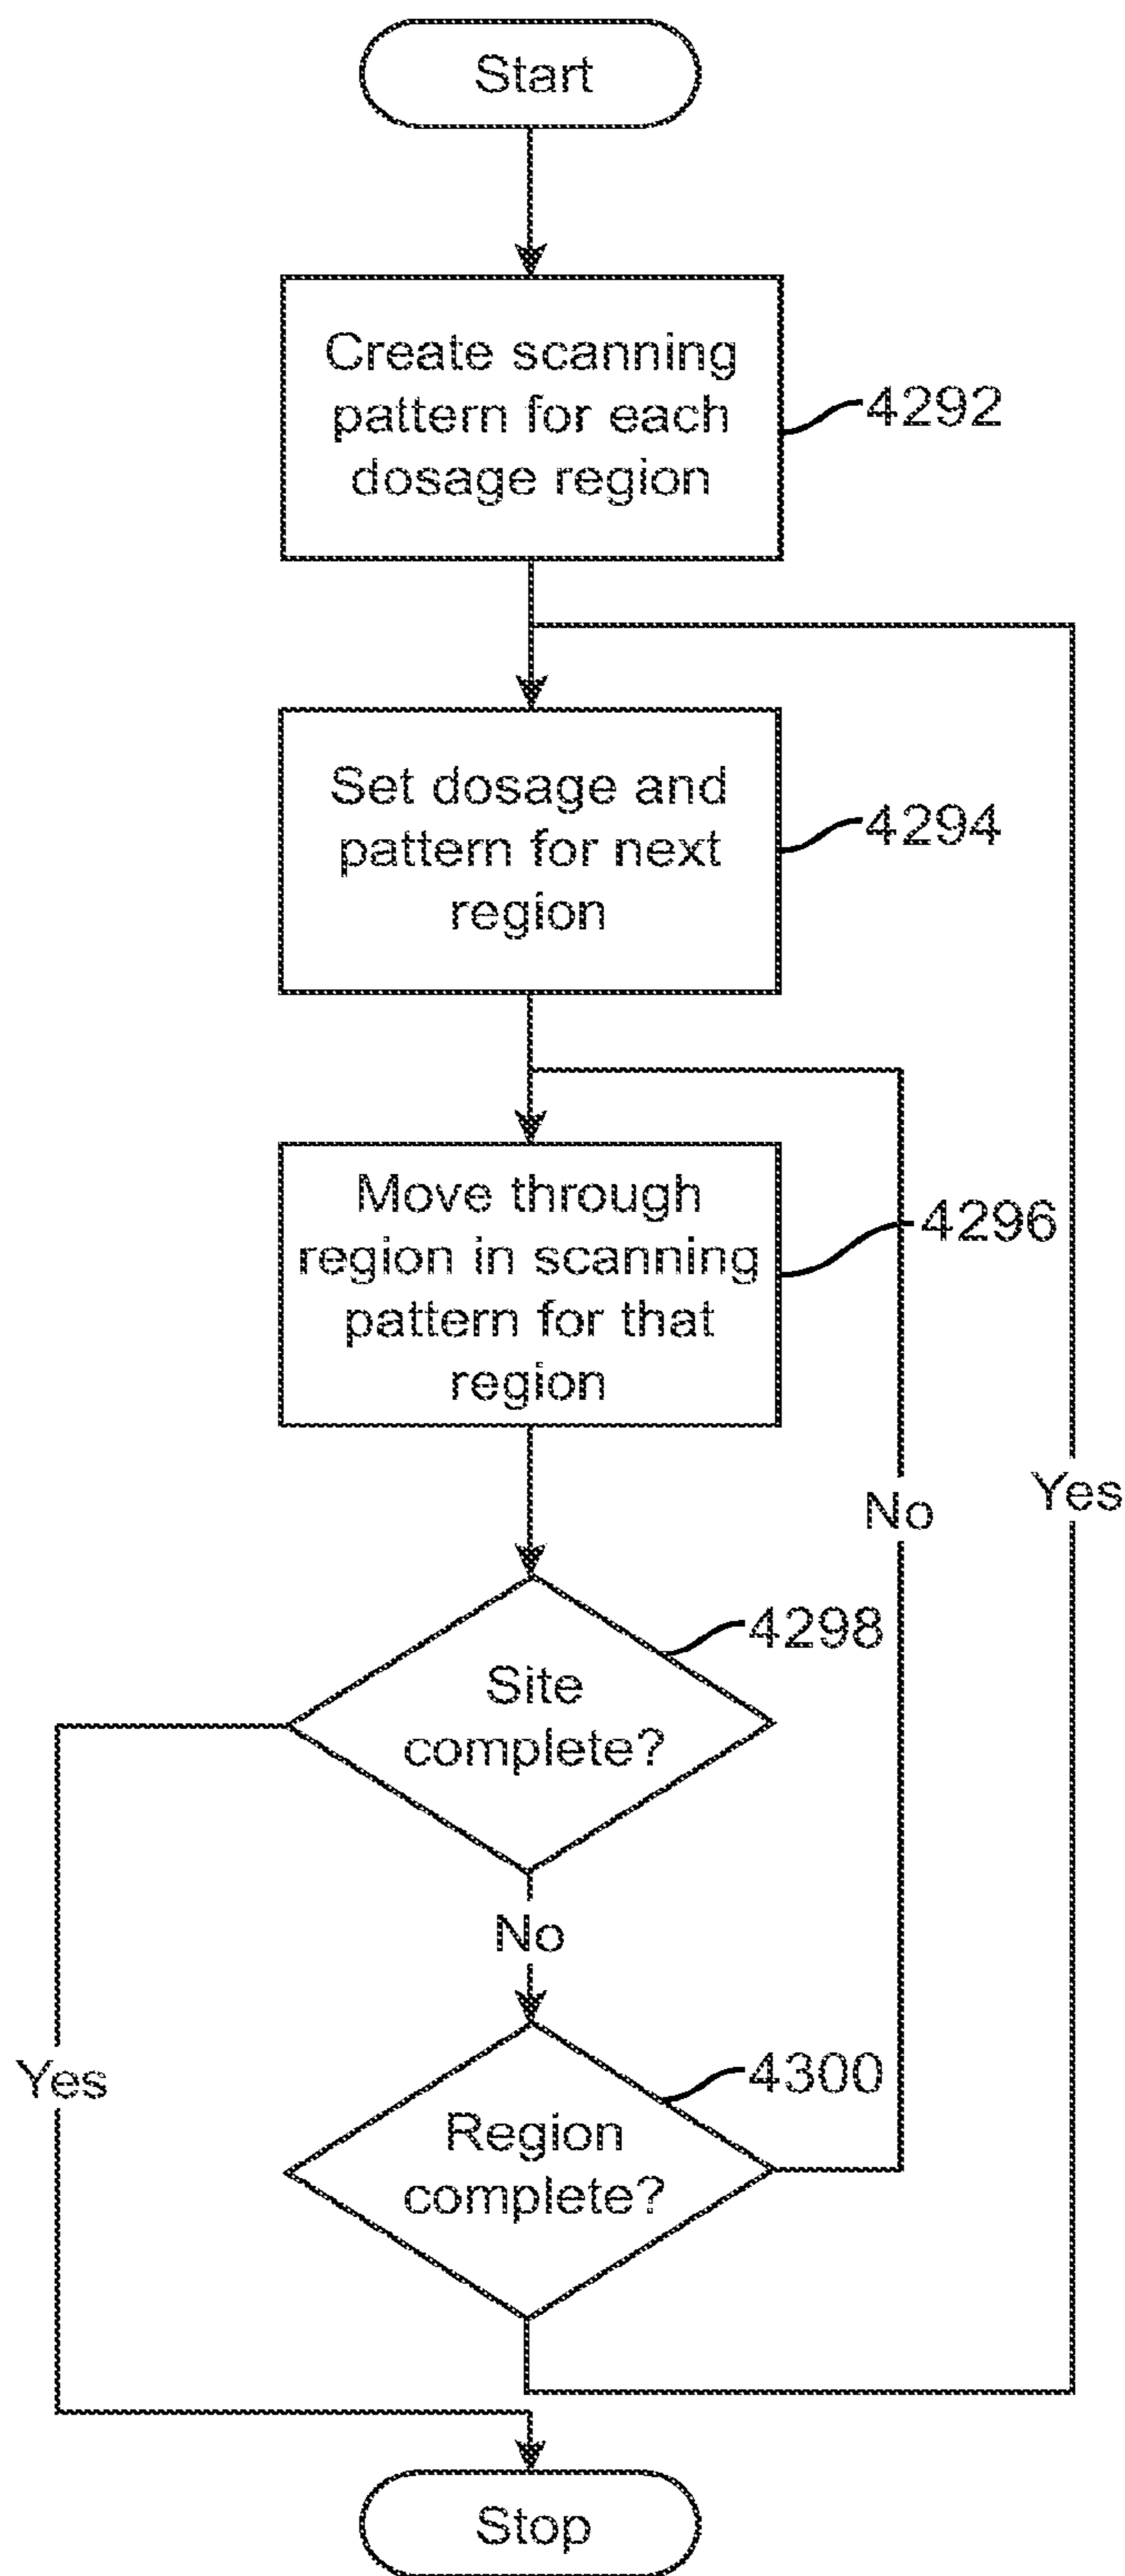 Start
Create scanning
pattern for each
dosage region
4292
Set dosage and
pattern for next
region
4294
Move through
region in scanning
pattern for that
region
4296
No
Yes
Site
complete?
4298
No
Yes
Region
complete?
4300
Stop